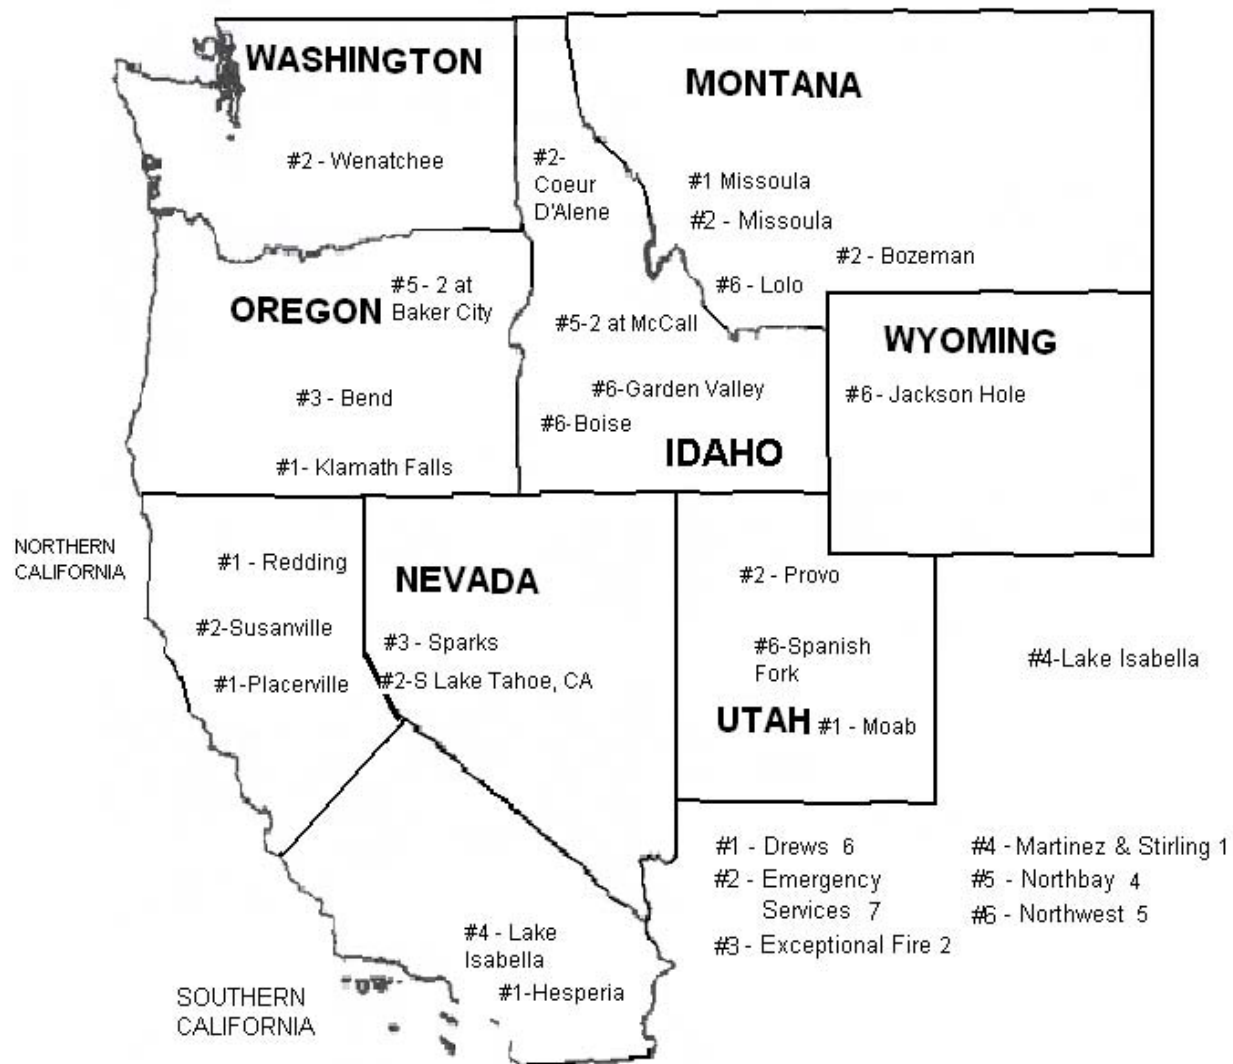 WASHINGTON
MONTANA
#2 - Wenatchee
#2-
Coeur
D'Alene
#1 Missoula
#2 - Missoula
#2 - Bozeman
#6 - Lolo
#5- 2 at
Baker City
OREGON
#5-2 at McCall
WYOMING
#6- Jackson Hole
#3 - Bend
#6-Garden Valley
#6-Boise
IDAHO
#1- Klamath Falls
NORTHERN
CALIFORNIA
#1 - Redding
NEVADA
#2 - Provo
#2-Susanville
#3 - Sparks
#6-Spanish
Fork
#4-Lake Isabella
#1-Placerville
#2-S Lake Tahoe, CA
UTAH #1 - Moab
#1 - Drews 6
#2 - Emergency
Services 7
#3 - Exceptional Fire 2
#4 - Martinez & Stirling 1
#5 - Northbay 4
#6 - Northwest 5
#4 - Lake
Isabella
#1-Hesperia
SOUTHERN
CALIFORNIA